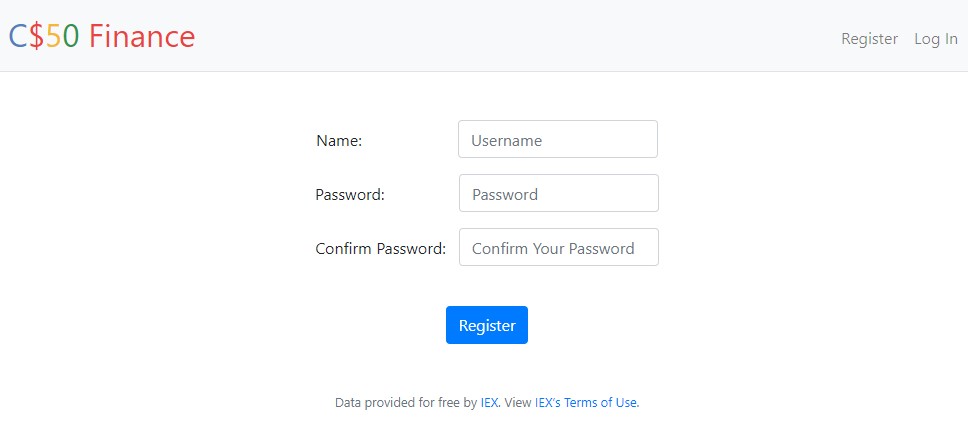 C$50 Finance Register Log In
Name: Username
Password: Password
Confirm Password: Confirm Your Password
Register
Data provided for free by IEX. View IEX's Terms of Use.